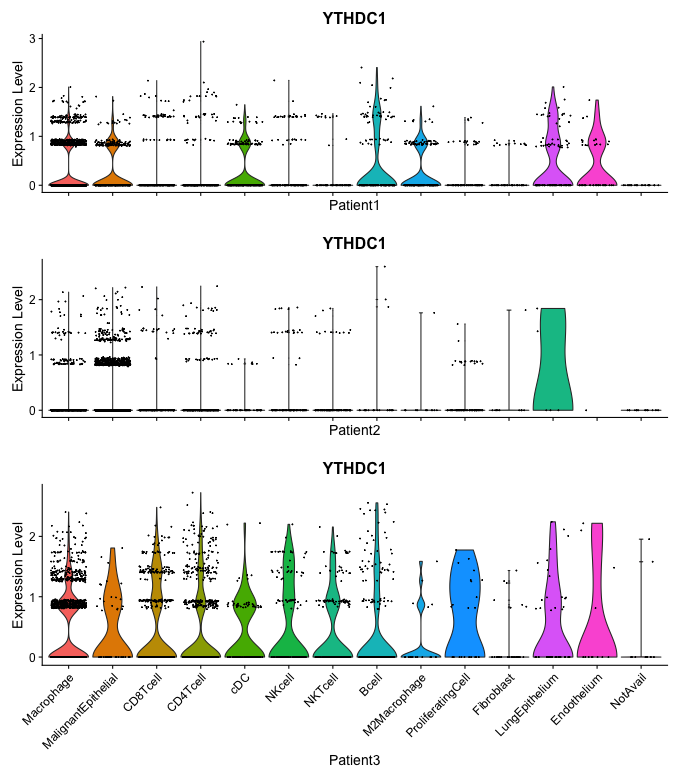 YTHDC1
Expression Level
3
2
1
0
Patient1
YTHDC1
Expression Level
2
1
0
Patient2
YTHDC1
Expression Level
2
1
0
Macrophage
MalignantEpithelial
CD8Tcell
CD4Tcell
cDC
NKcell
NKTcell
Bcell
M2Macrophage
ProliferatingCell
Fibroblast
LungEpithelium
Endothelium
NotAvail
Patient3